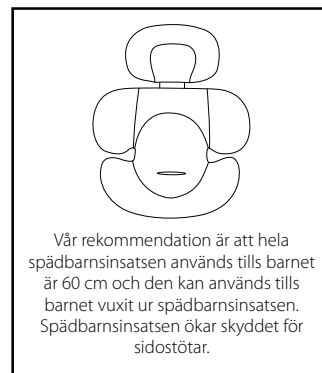 Vår rekommendation är att hela
spädbarnsinsatsen används tills barnet
är 60 cm och den kan används tills
barnet vuxit ur spädbarnsinsatsen.
Spädbarnsinsatsen ökar skyddet för
sidostötar.